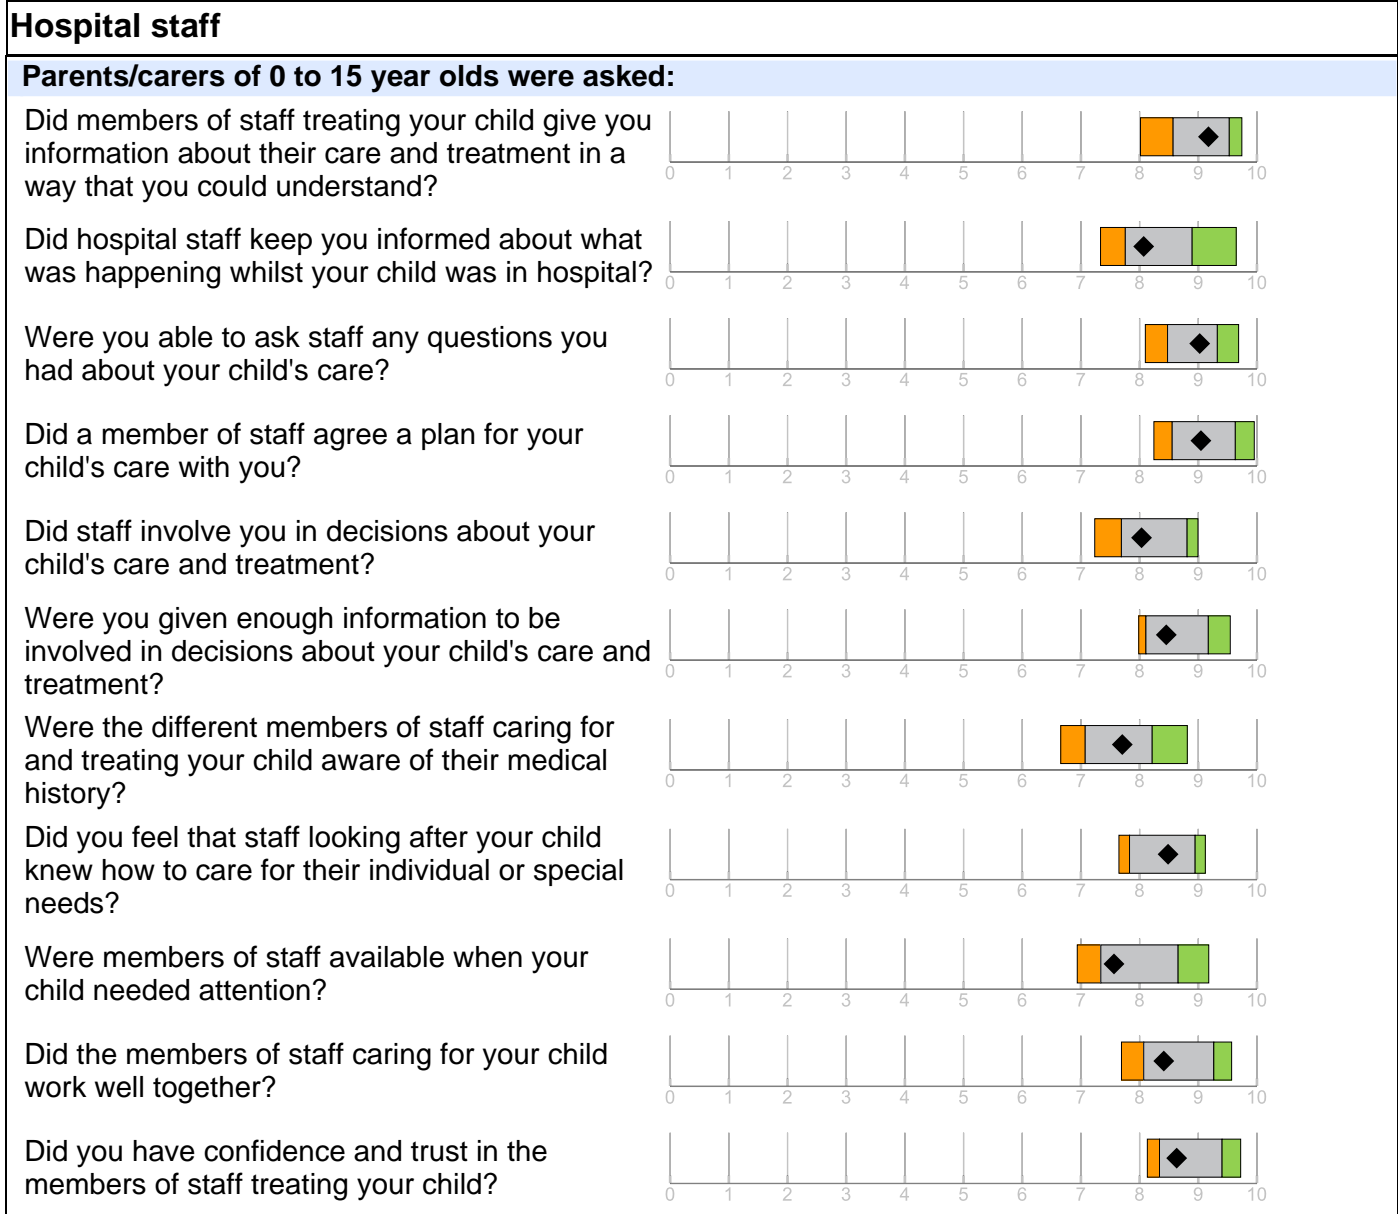 Hospital staff
Parents/carers of 0 to 15 year olds were asked:
Did members of staff treating your child give you
information about their care and treatment in a
way that you could understand?
0 1 2 3 4 5 6 7 8 9 10
Did hospital staff keep you informed about what
was happening whilst your child was in hospital?
0 1 2 3 4 5 6 7 8 9 10
Were you able to ask staff any questions you
had about your child's care?
0 1 2 3 4 5 6 7 8 9 10
Did a member of staff agree a plan for your
child's care with you?
0 1 2 3 4 5 6 7 8 9 10
Did staff involve you in decisions about your
child's care and treatment?
0 1 2 3 4 5 6 7 8 9 10
Were you given enough information to be
involved in decisions about your child's care and
treatment?
0 1 2 3 4 5 6 7 8 9 10
Were the different members of staff caring for
and treating your child aware of their medical
history?
0 1 2 3 4 5 6 7 8 9 10
Did you feel that staff looking after your child
knew how to care for their individual or special
needs?
0 1 2 3 4 5 6 7 8 9 10
Were members of staff available when your
child needed attention?
0 1 2 3 4 5 6 7 8 9 10
Did the members of staff caring for your child
work well together?
0 1 2 3 4 5 6 7 8 9 10
Did you have confidence and trust in the
members of staff treating your child?
0 1 2 3 4 5 6 7 8 9 10